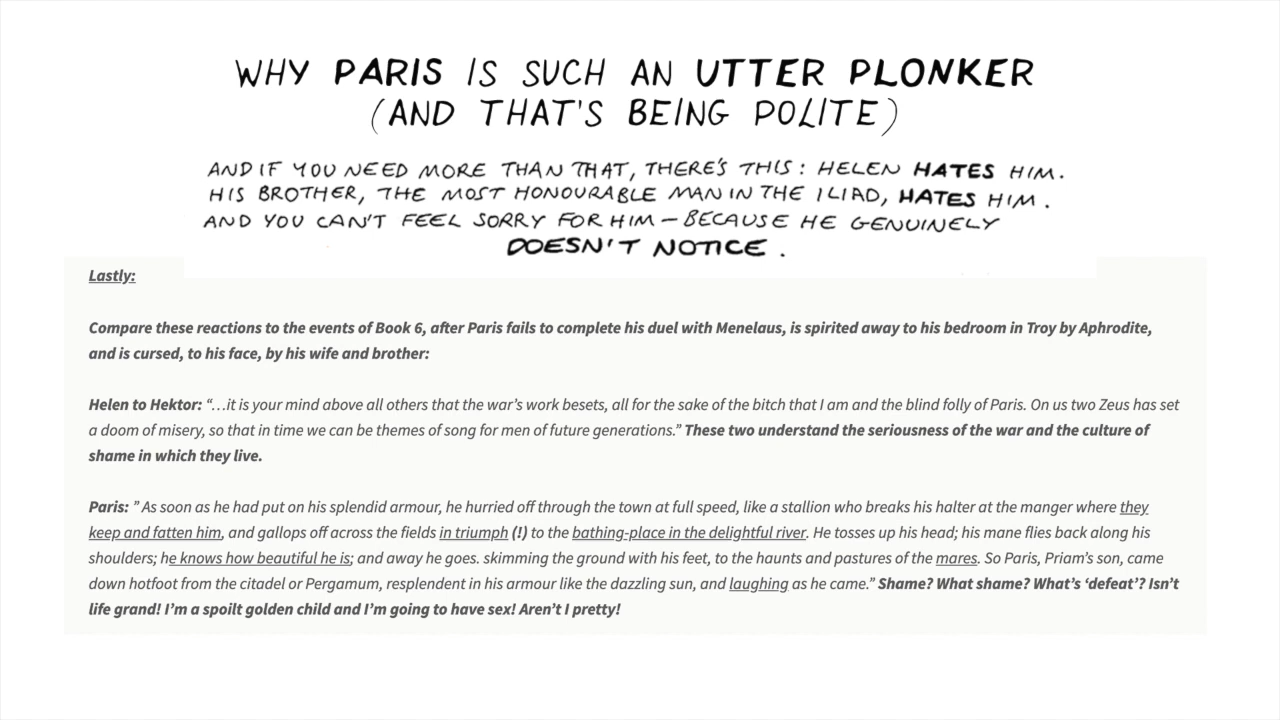 WHY PARIS IS SUCH AN UTTER PLONKER
(AND THAT'S BEING POLITE)
AND IF YOU NEED MORE THAN THAT, THERE'S THIS: HELEN HATES HIM.
HIS BROTHER, THE MOST HONOURABLE MAN IN THE ILIAD, HATES HIM.
AND YOU CAN'T FEEL SORRY FOR HIM – BECAUSE HE GENUINELY
DOESN'T NOTICE.
Lastly:
Compare these reactions to the events of Book 6, after Paris fails to complete his duel with Menelaus, is spirited away to his bedroom in Troy by Aphrodite,
and is cursed, to his face, by his wife and brother:
Helen to Hektor: “…it is your mind above all others that the war’s work besets, all for the sake of the bitch that I am and the blind folly of Paris. On us two Zeus has set
a doom of misery, so that in time we can be themes of song for men of future generations.” These two understand the seriousness of the war and the culture of
shame in which they live.
Paris: ” As soon as he had put on his splendid armour, he hurried off through the town at full speed, like a stallion who breaks his halter at the manger where they
keep and fatten him, and gallops off across the fields in triumph (!) to the bathing-place in the delightful river. He tosses up his head; his mane flies back along his
shoulders; he knows how beautiful he is; and away he goes. skimming the ground with his feet, to the haunts and pastures of the mares. So Paris, Priam’s son, came
down hotfoot from the citadel or Pergamum, resplendent in his armour like the dazzling sun, and laughing as he came.” Shame? What shame? What’s ‘defeat’? Isn’t
life grand! I’m a spoilt golden child and I’m going to have sex! Aren’t I pretty!